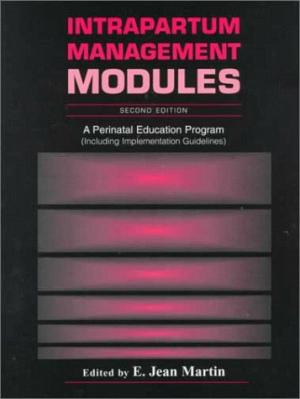 INTRAPARTUM
MANAGEMENT
MODULES
SECOND EDITION
A Perinatal Education Program
(Including Implementation Guidelines)
Edited by E. Jean Martin